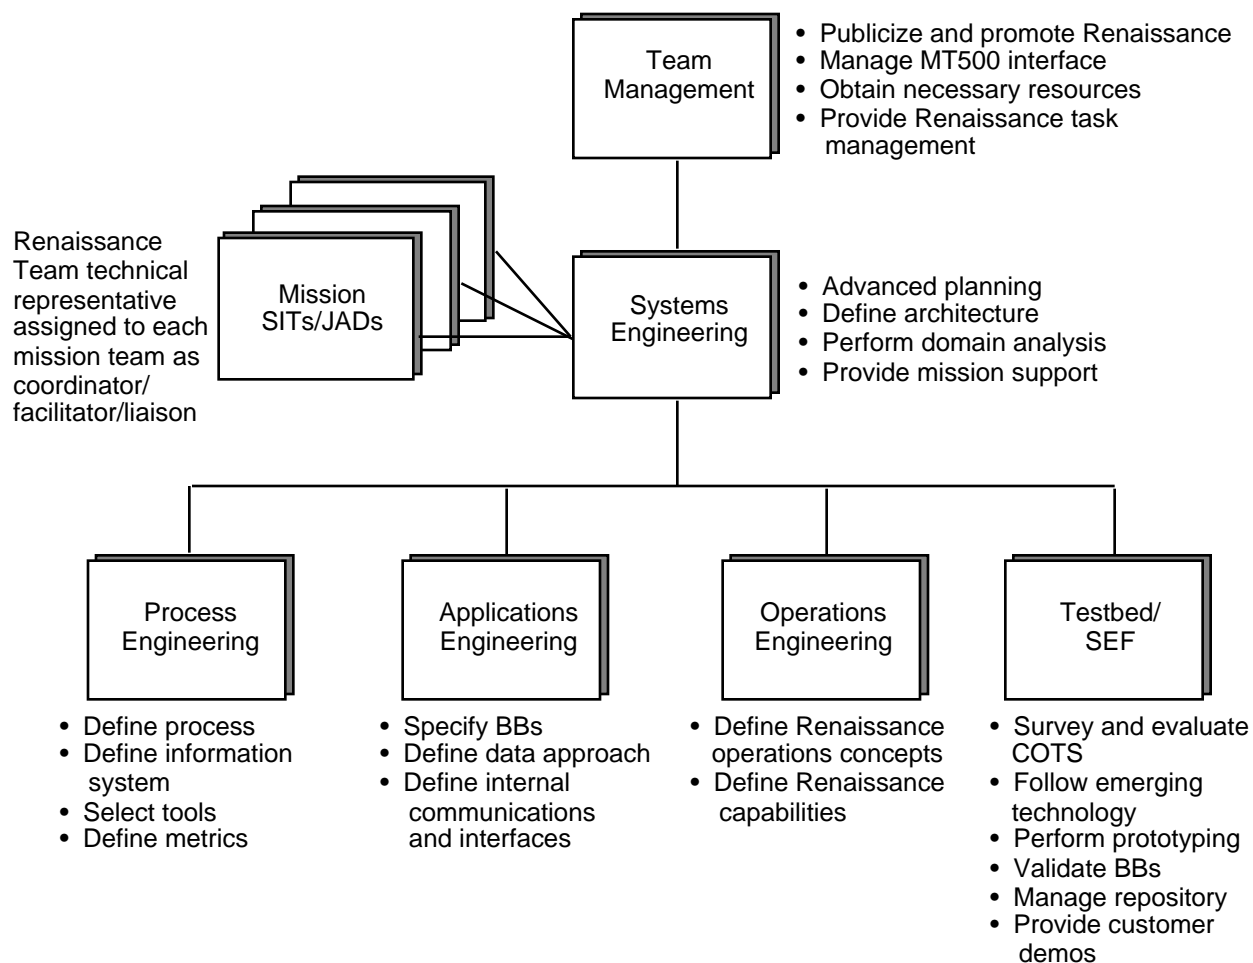 Team
Management
• Publicize and promote Renaissance
• Manage MT500 interface
• Obtain necessary resources
• Provide Renaissance task
management
Renaissance
Team technical
representative
assigned to each
mission team as
coordinator/
facilitator/liaison
Mission
SITs/JADs
Systems
Engineering
• Advanced planning
• Define architecture
• Perform domain analysis
• Provide mission support
Process
Engineering
• Define process
• Define information
system
• Select tools
• Define metrics
Applications
Engineering
• Specify BBs
• Define data approach
• Define internal
communications
and interfaces
Operations
Engineering
• Define Renaissance
operations concepts
• Define Renaissance
capabilities
Testbed/
SEF
• Survey and evaluate
COTS
• Follow emerging
technology
• Perform prototyping
• Validate BBs
• Manage repository
• Provide customer
demos